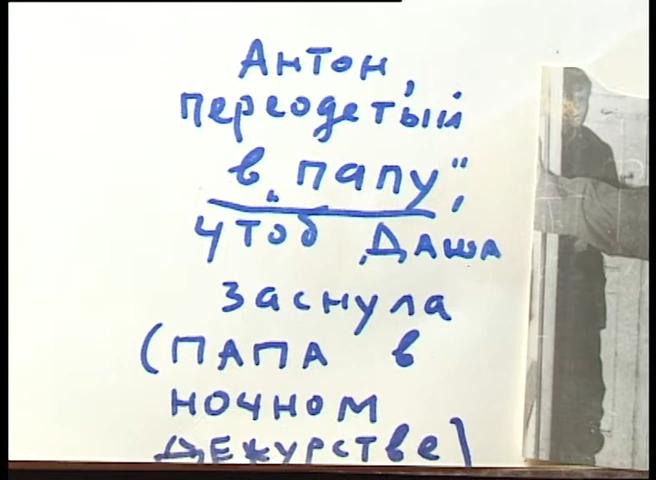 Антон,
переодетый
в „папу",
чтоб Даша
заснула
(ПАПА в
ночном
дежурстве)